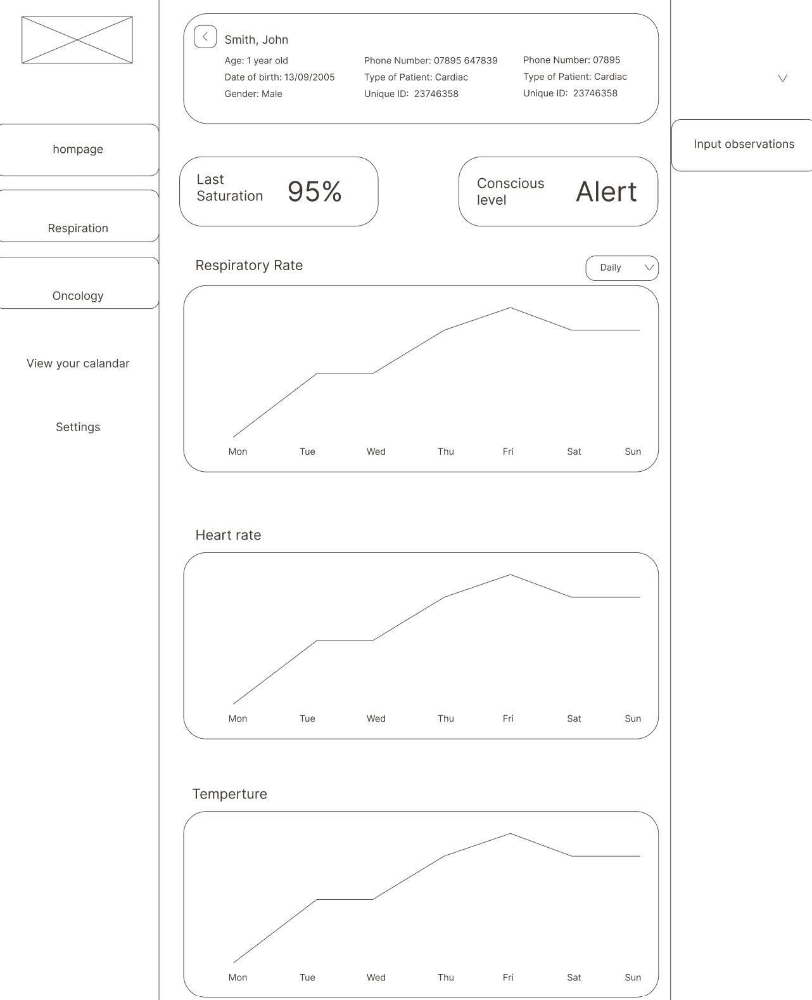 hompage
Respiration
Oncology
View your calandar
Settings
Smith, John
Age: 1 year old
Date of birth: 13/09/2005
Gender: Male
Phone Number: 07895 647839
Type of Patient: Cardiac
Unique ID: 23746358
Phone Number: 07895
Type of Patient: Cardiac
Unique ID: 23746358
Last
Saturation
95%
Conscious
level
Alert
Respiratory Rate
Daily
Mon Tue Wed Thu Fri Sat Sun
Heart rate
Mon Tue Wed Thu Fri Sat Sun
Temperture
Mon Tue Wed Thu Fri Sat Sun
Input observations